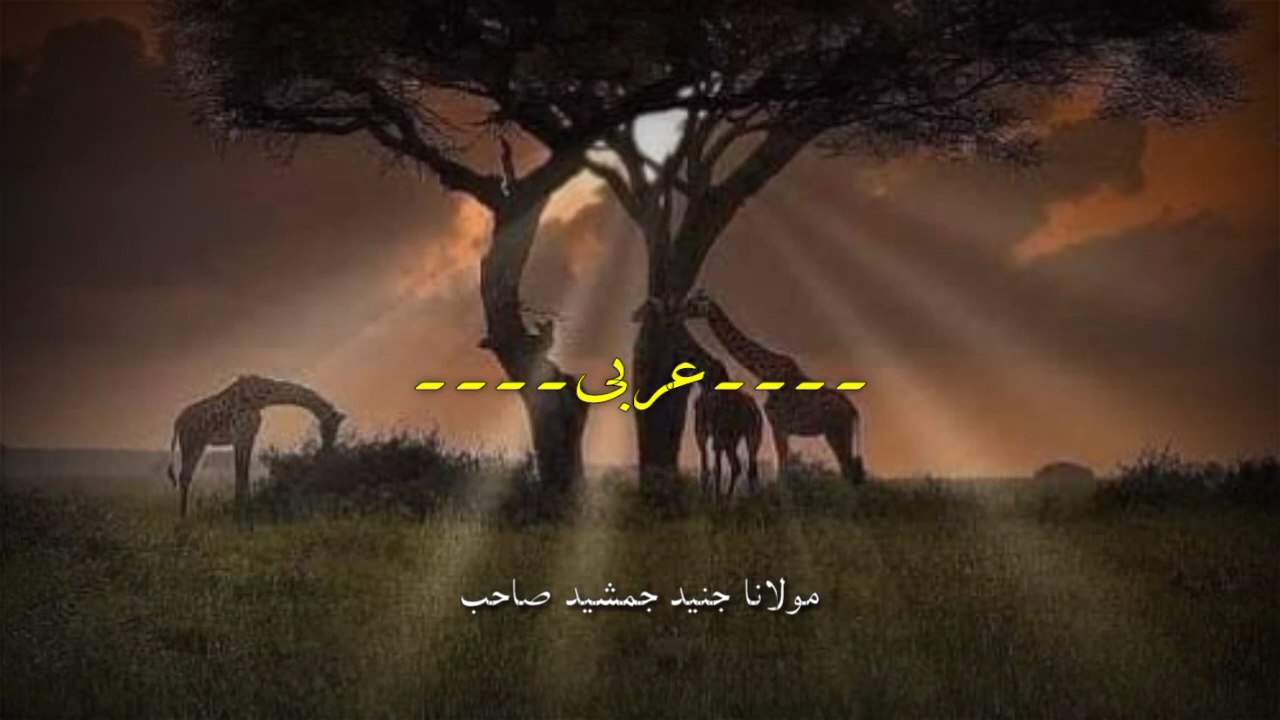 ----عربی----
مولانا جنید جمشید صاحب